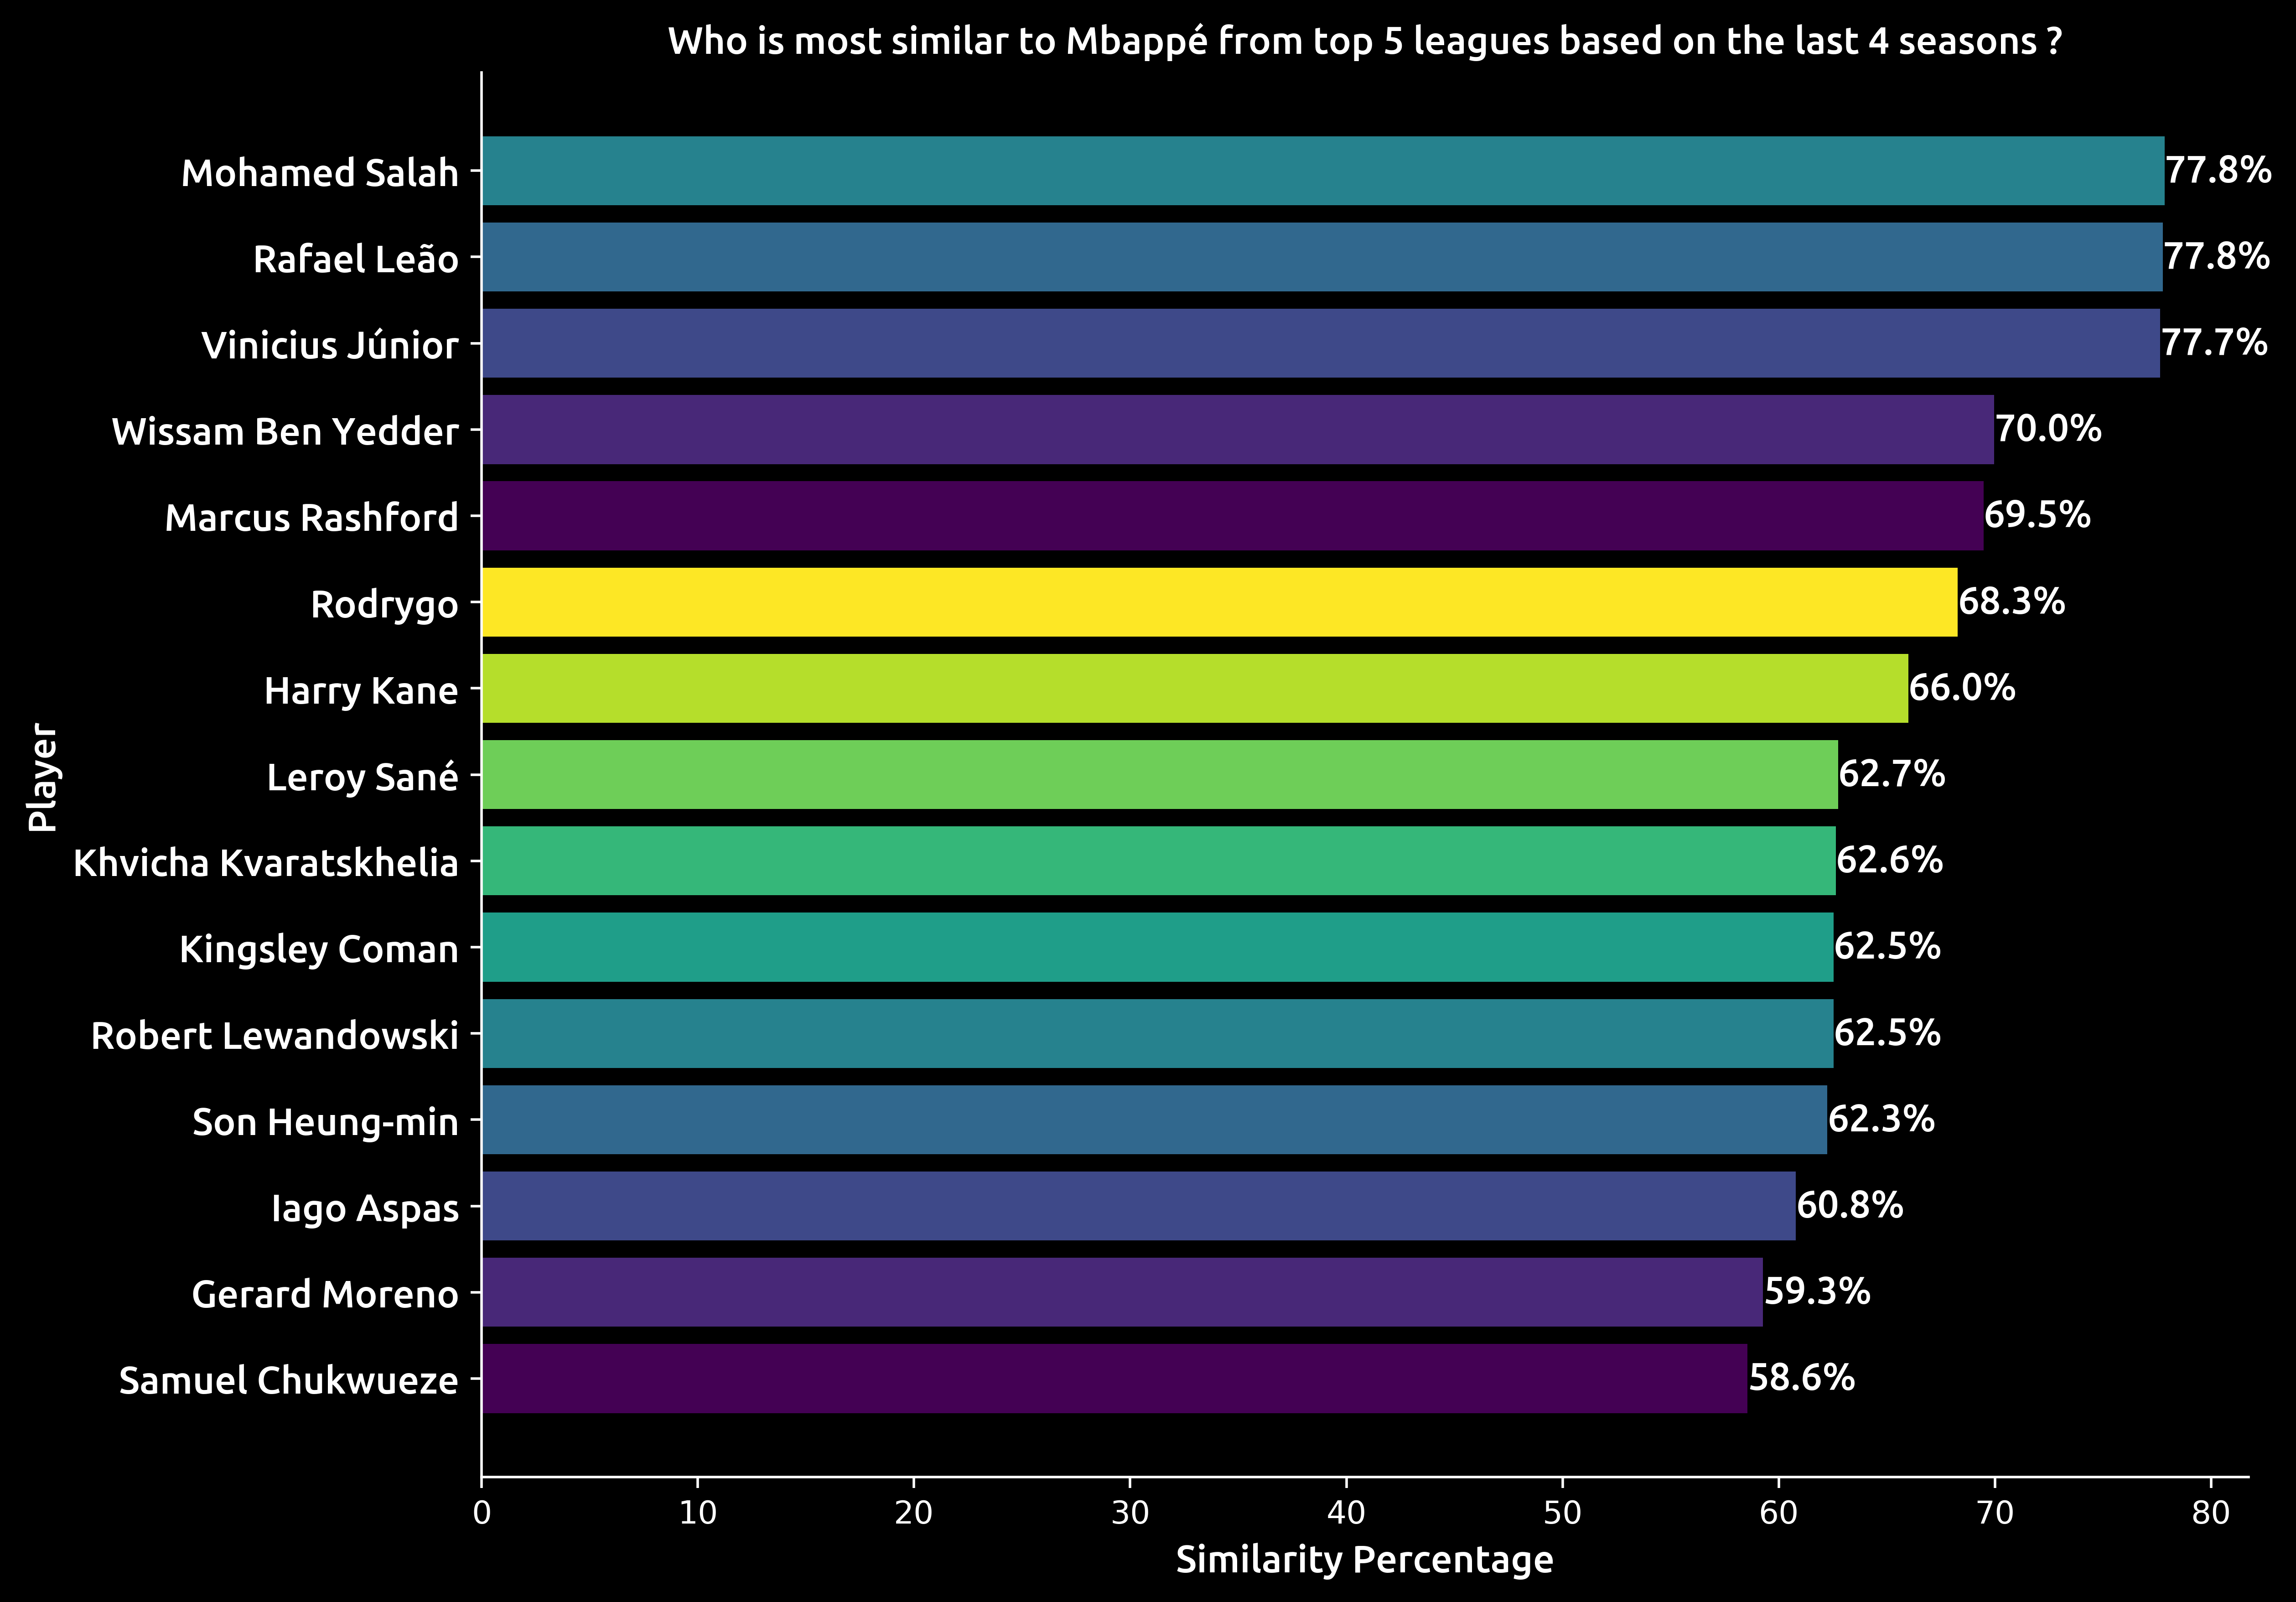 Who is most similar to Mbappé from top 5 leagues based on the last 4 seasons ?
Mohamed Salah 77.8%
Rafael Leão 77.8%
Vinicius Júnior 77.7%
Wissam Ben Yedder 70.0%
Marcus Rashford 69.5%
Rodrygo 68.3%
Harry Kane 66.0%
Leroy Sané 62.7%
Khvicha Kvaratskhelia 62.6%
Kingsley Coman 62.5%
Robert Lewandowski 62.5%
Son Heung-min 62.3%
Iago Aspas 60.8%
Gerard Moreno 59.3%
Samuel Chukwueze 58.6%
Player
0 10 20 30 40 50 60 70 80
Similarity Percentage